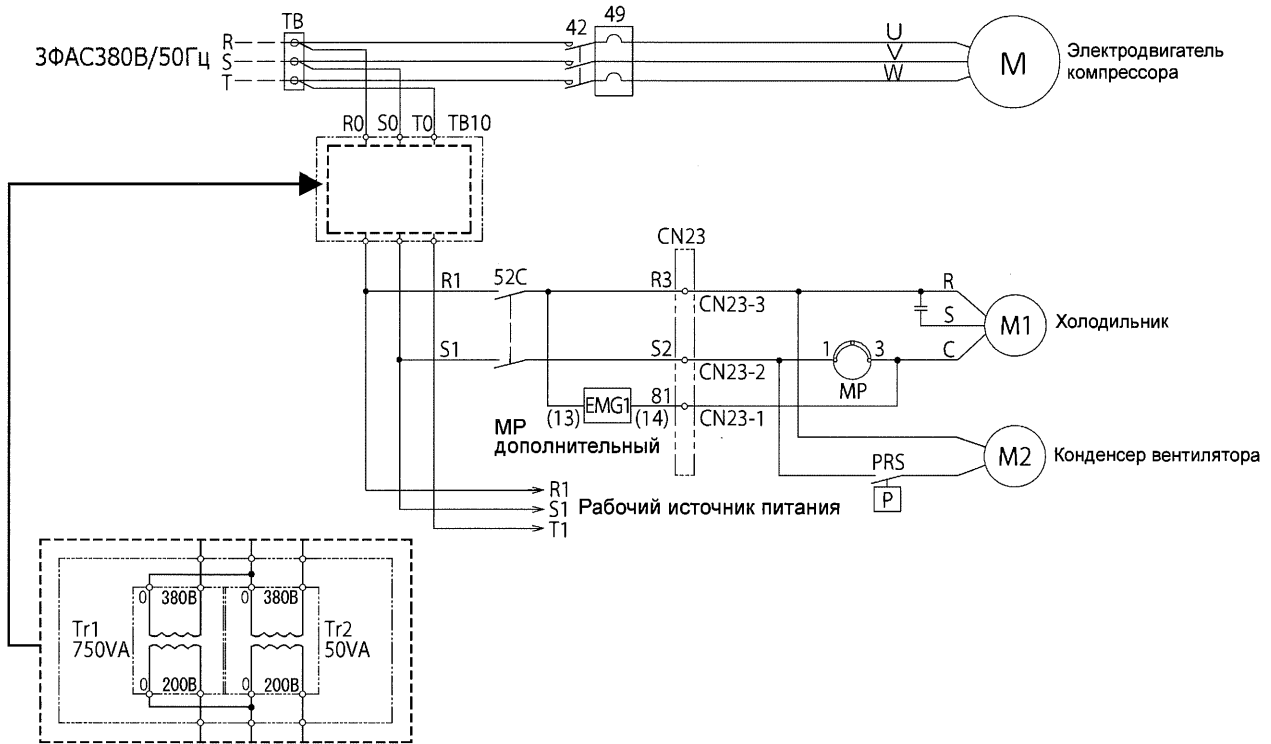 TB
42
49
3ФАС380В/50Гц
R
S
T
U
V
W
M
Электродвигатель
компрессора
R0 S0 T0 TB10
CN23
R1
52C
R3
CN23-3
R
S
C
M1
Холодильник
S1
S2
CN23-2
1
3
MP
81
CN23-1
(13)
EMG1
(14)
MP
дополнительный
PRS
P
M2
Конденсер вентилятора
R1
S1
T1
Рабочий источник питания
0 380В 0 380В
Tr1
750VA
Tr2
50VA
0 200В 0 200В